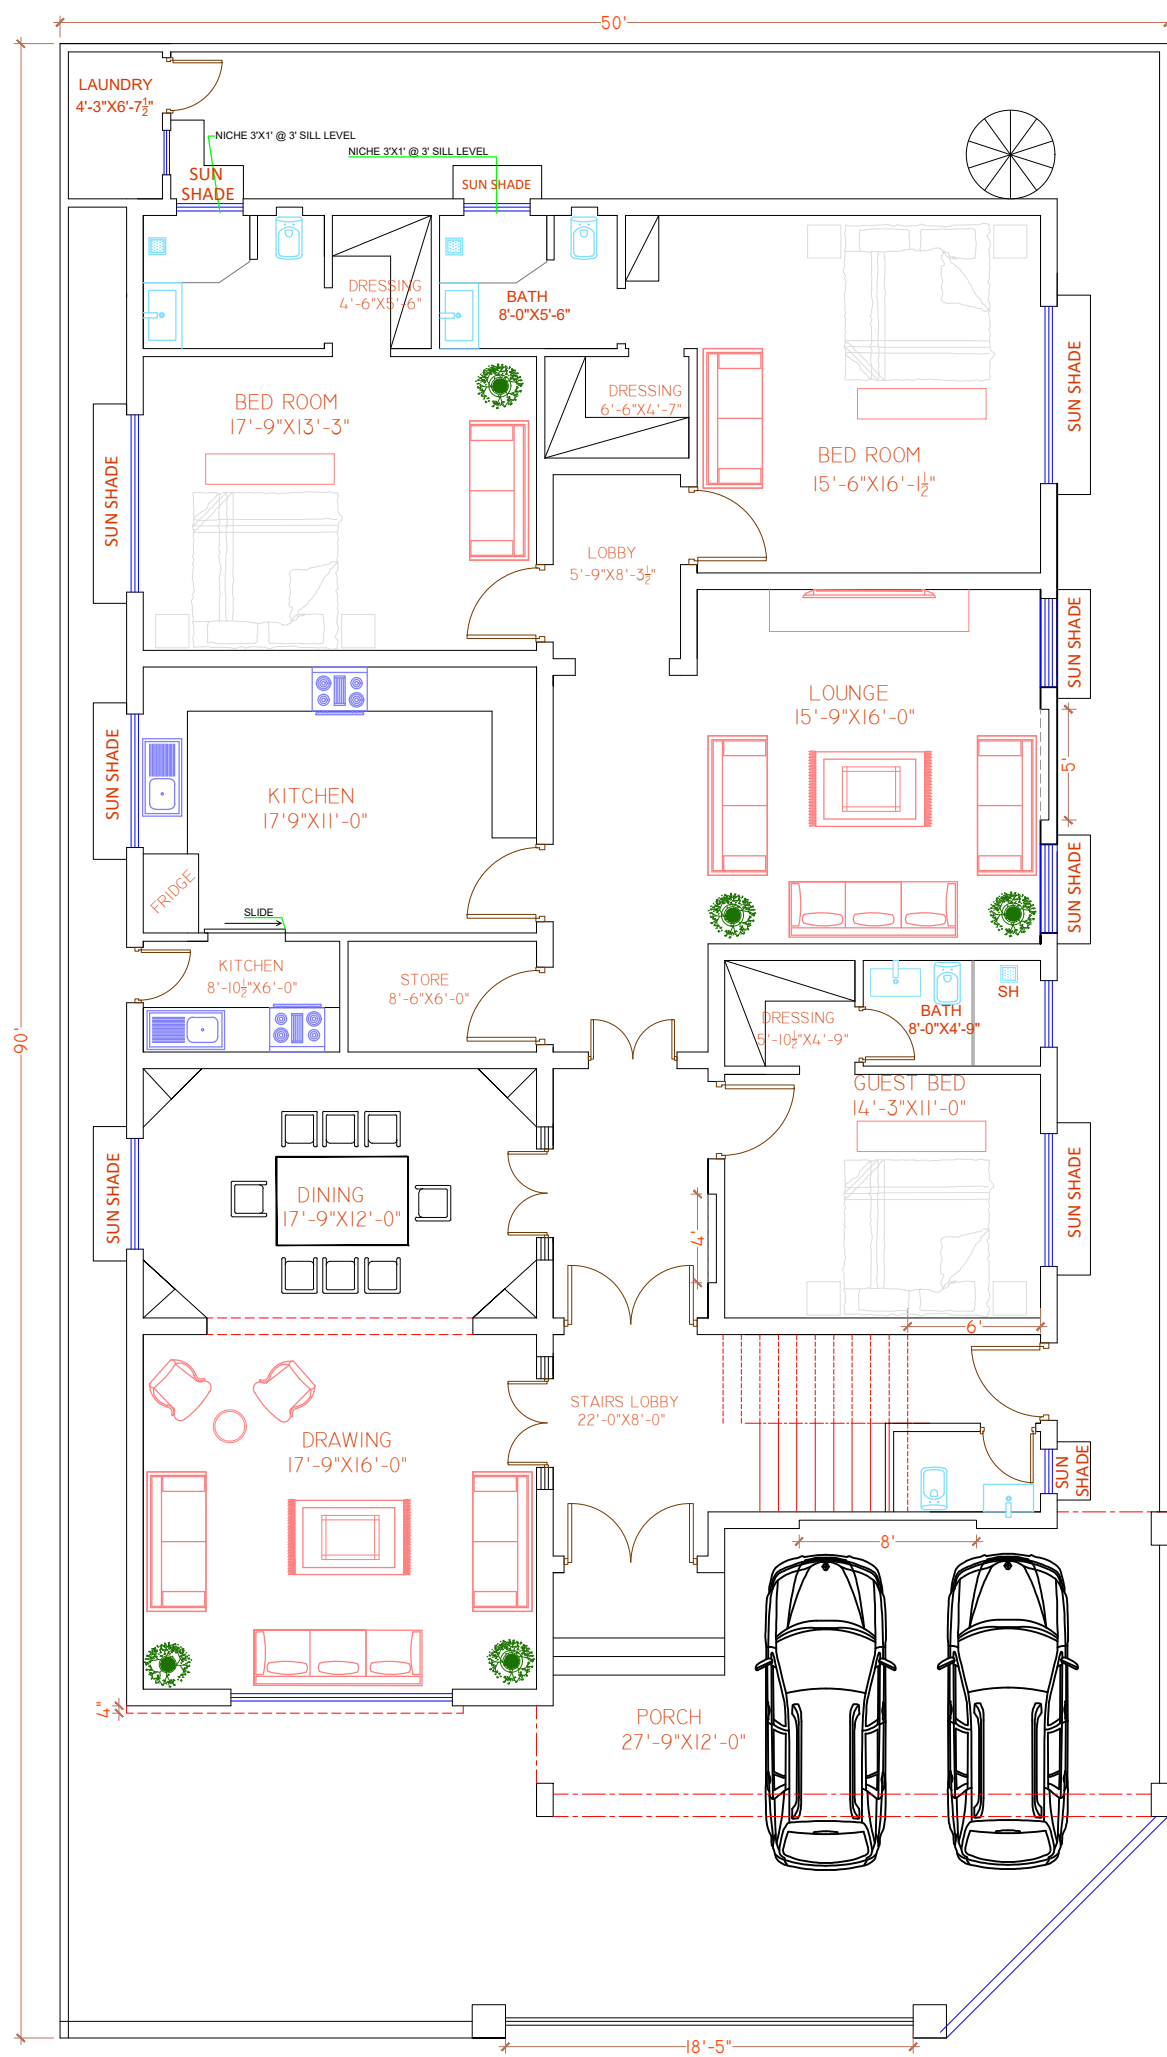 50'
LAUNDRY
4'-3"X6'-7½"
NICHE 3'X1' @ 3' SILL LEVEL
NICHE 3'X1' @ 3' SILL LEVEL
SUN
SHADE
SUN SHADE
DRESSING
4'-6"X5'-6"
BATH
8'-0"X5'-6"
SUN SHADE
BED ROOM
17'-9"X13'-3"
DRESSING
6'-6"X4'-7"
BED ROOM
15'-6"X16'-1½"
SUN SHADE
LOBBY
5'-9"X8'-3½"
SUN SHADE
LOUNGE
15'-9"X16'-0"
5'
SUN SHADE
KITCHEN
17'9"X11'-0"
SUN SHADE
FRIDGE
SLIDE
KITCHEN
8'-10½"X6'-0"
STORE
8'-6"X6'-0"
DRESSING
5'-10½"X4'-9"
BATH
8'-0"X4'-9"
SH
90'
GUEST BED
14'-3"X11'-0"
SUN SHADE
DINING
17'-9"X12'-0"
SUN SHADE
4'
6'
STAIRS LOBBY
22'-0"X8'-0"
DRAWING
17'-9"X16'-0"
SUN
SHADE
8'
4"
PORCH
27'-9"X12'-0"
18'-5"